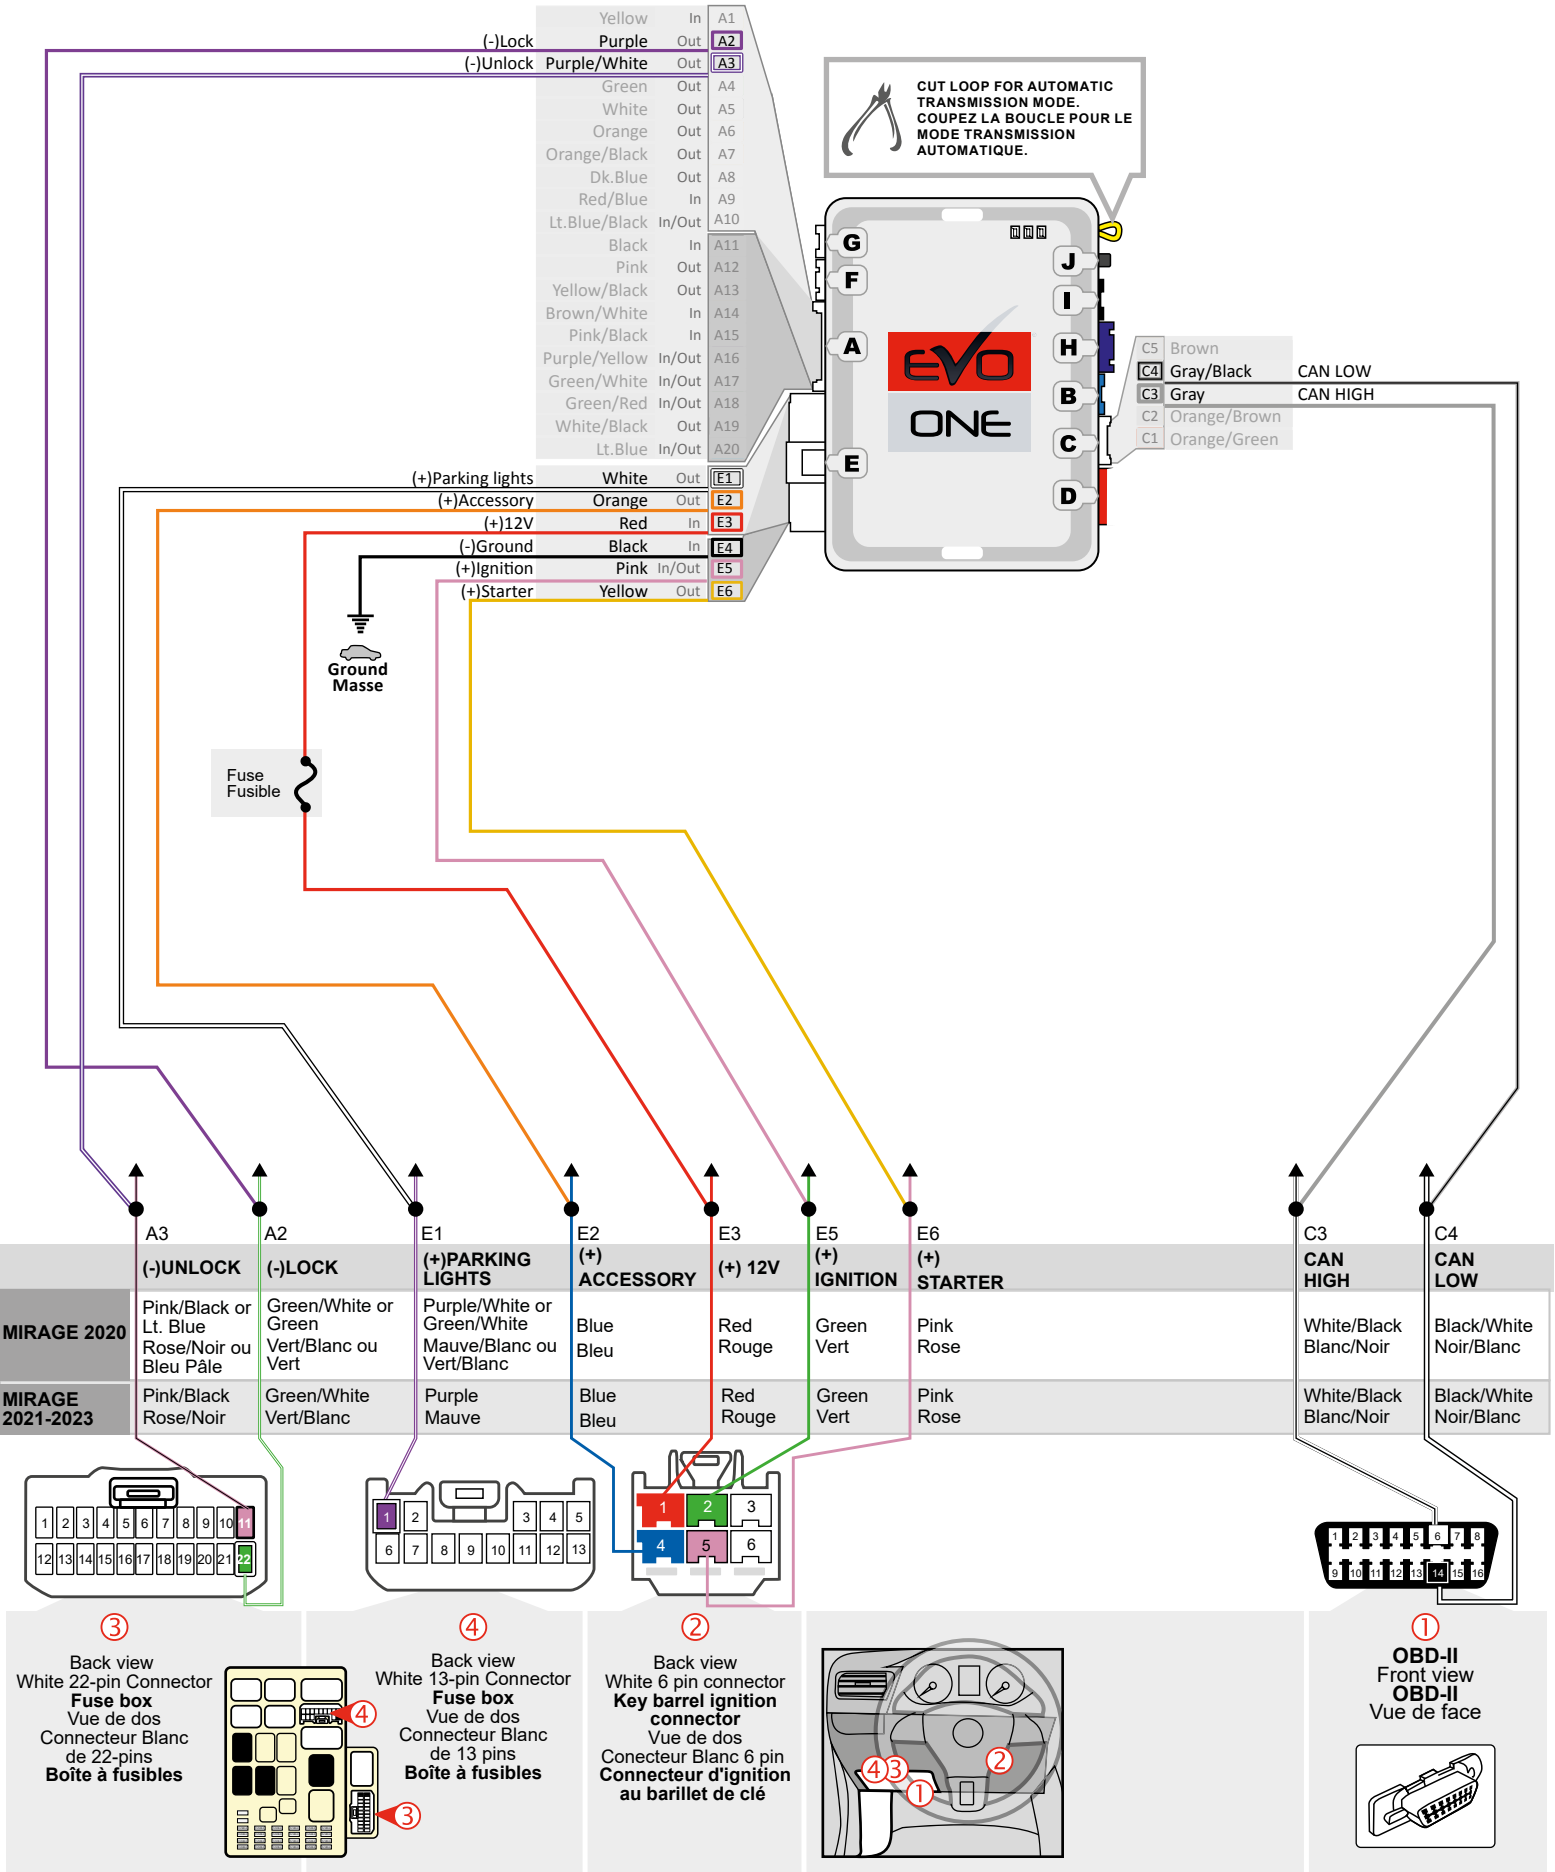 Yellow In A1
(-)Lock Purple Out A2
(-)Unlock Purple/White Out A3
Green Out A4
White Out A5
Orange Out A6
Orange/Black Out A7
Dk.Blue Out A8
Red/Blue In A9
Lt.Blue/Black In/Out A10
Black In A11
Pink Out A12
Yellow/Black Out A13
Brown/White In A14
Pink/Black In A15
Purple/Yellow In/Out A16
Green/White In/Out A17
Green/Red In/Out A18
White/Black Out A19
Lt.Blue In/Out A20
(+)Parking lights White Out E1
(+)Accessory Orange Out E2
(+)12V Red In E3
(-)Ground Black In E4
(+)Ignition Pink In/Out E5
(+)Starter Yellow Out E6
CUT LOOP FOR AUTOMATIC
TRANSMISSION MODE.
COUPEZ LA BOUCLE POUR LE
MODE TRANSMISSION
AUTOMATIQUE.
G
F
A
E
J
I
H
B
C
D
EVO
ONE
C5 Brown
C4 Gray/Black CAN LOW
C3 Gray CAN HIGH
C2 Orange/Brown
C1 Orange/Green
Ground
Masse
Fuse
Fusible
A3 A2 E1 E2 E3 E5 E6 C3 C4
(-)UNLOCK
(-)LOCK
(+)PARKING
LIGHTS
(+)
ACCESSORY
(+) 12V
(+)
IGNITION
(+)
STARTER
CAN
HIGH
CAN
LOW
MIRAGE 2020
Pink/Black or
Lt. Blue
Rose/Noir ou
Bleu Pâle
Green/White or
Green
Vert/Blanc ou
Vert
Purple/White or
Green/White
Mauve/Blanc ou
Vert/Blanc
Blue
Bleu
Red
Rouge
Green
Vert
Pink
Rose
White/Black
Blanc/Noir
Black/White
Noir/Blanc
MIRAGE
2021-2023
Pink/Black
Rose/Noir
Green/White
Vert/Blanc
Purple
Mauve
Blue
Bleu
Red
Rouge
Green
Vert
Pink
Rose
White/Black
Blanc/Noir
Black/White
Noir/Blanc
1 2 3 4 5 6 7 8 9 10 11
12 13 14 15 16 17 18 19 20 21 22
1 2 3 4 5
6 7 8 9 10 11 12 13
1 2 3
4 5 6
1 2 3 4 5 6 7 8
9 10 11 12 13 14 15 16
3
Back view
White 22-pin Connector
Fuse box
Vue de dos
Connecteur Blanc
de 22-pins
Boîte à fusibles
4
3
4
Back view
White 13-pin Connector
Fuse box
Vue de dos
Connecteur Blanc
de 13 pins
Boîte à fusibles
2
Back view
White 6 pin connector
Key barrel ignition
connector
Vue de dos
Conecteur Blanc 6 pin
Connecteur d'ignition
au barillet de clé
4 3 1 2
1
OBD-II
Front view
OBD-II
Vue de face